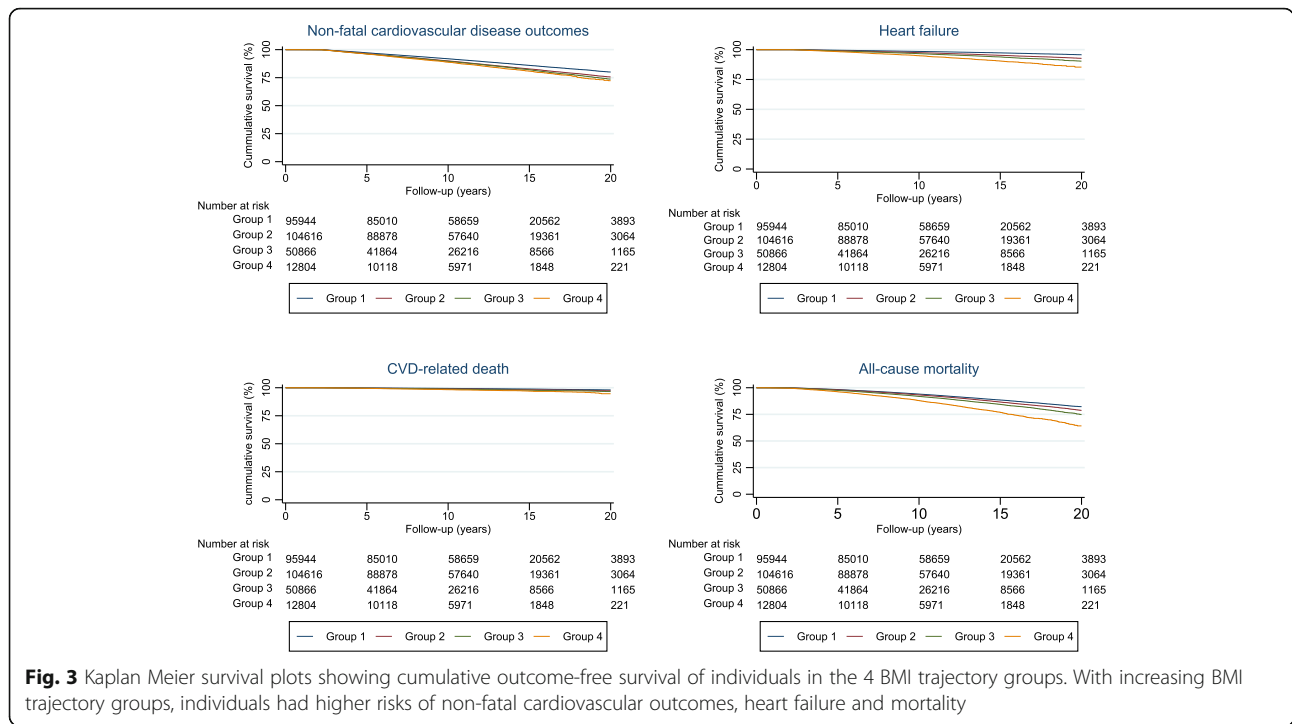 Non-fatal cardiovascular disease outcomes
Cummulative survival (%)
100
75
50
25
0
0 5 10 15 20
Follow-up (years)
Number at risk
Group 1 95944 85010 58659 20562 3893
Group 2 104616 88878 57640 19361 3064
Group 3 50866 41864 26216 8566 1165
Group 4 12804 10118 5971 1848 221
Group 1 Group 2 Group 3 Group 4
Heart failure
Cummulative survival (%)
100
75
50
25
0
0 5 10 15 20
Follow-up (years)
Number at risk
Group 1 95944 85010 58659 20562 3893
Group 2 104616 88878 57640 19361 3064
Group 3 50866 41864 26216 8566 1165
Group 4 12804 10118 5971 1848 221
Group 1 Group 2 Group 3 Group 4
CVD-related death
cummulative survival (%)
100
75
50
25
0
0 5 10 15 20
Follow-up (years)
Number at risk
Group 1 95944 85010 58659 20562 3893
Group 2 104616 88878 57640 19361 3064
Group 3 50866 41864 26216 8566 1165
Group 4 12804 10118 5971 1848 221
Group 1 Group 2 Group 3 Group 4
All-cause mortality
Cummulative survival (%)
100
75
50
25
0
0 5 10 15 20
Follow-up (years)
Number at risk
Group 1 95944 85010 58659 20562 3893
Group 2 104616 88878 57640 19361 3064
Group 3 50866 41864 26216 8566 1165
Group 4 12804 10118 5971 1848 221
Group 1 Group 2 Group 3 Group 4
Fig. 3 Kaplan Meier survival plots showing cumulative outcome-free survival of individuals in the 4 BMI trajectory groups. With increasing BMI
trajectory groups, individuals had higher risks of non-fatal cardiovascular outcomes, heart failure and mortality